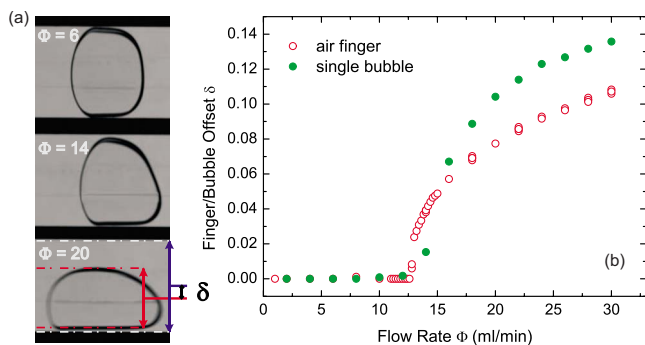 (a)
Φ = 6
Φ = 14
Φ = 20
δ
Finger/Bubble Offset δ
0.14
0.12
0.10
0.08
0.06
0.04
0.02
0.00
air finger
single bubble
(b)
0 5 10 15 20 25 30
Flow Rate Φ (ml/min)